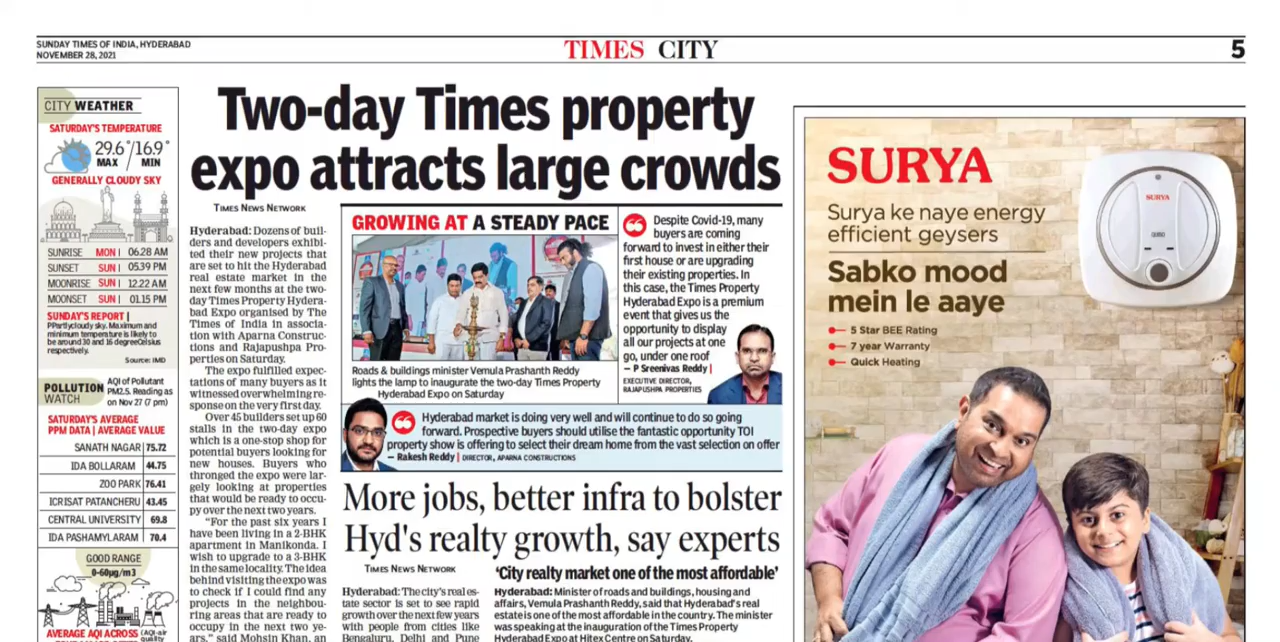 SUNDAY TIMES OF INDIA, HYDERABAD
NOVEMBER 28, 2021
TIMES CITY
5
CITY WEATHER
SATURDAY'S TEMPERATURE
29.6°/16.9°
MAX / MIN
GENERALLY CLOUDY SKY
SUNRISE MON | 06.28 AM
SUNSET SUN | 05.39 PM
MOONRISE SUN | 12.22 AM
MOONSET SUN | 01.15 PM
SUNDAY'S REPORT |
PPartlycloudy sky. Maximum and
minimum temperature is likely to
be around 30 and 16 degreeCelsius
respectively.
Source: IMD
POLLUTION WATCH
AQI of Pollutant
PM2.5. Reading as
on Nov 27 (7 pm)
SATURDAY'S AVERAGE
PPM DATA | AVERAGE VALUE
SANATH NAGAR 75.72
IDA BOLLARAM 44.75
ZOO PARK 76.41
ICRISAT PATANCHERU 43.45
CENTRAL UNIVERSITY 69.8
IDA PASHAMYLARAM 70.4
GOOD RANGE
0-60µg/m3
AVERAGE AQI ACROSS (AQI-air
quality
Two-day Times property
expo attracts large crowds
TIMES NEWS NETWORK
Hyderabad: Dozens of buil-
ders and developers exhibi-
ted their new projects that
are set to hit the Hyderabad
real estate market in the
next few months at the two-
day Times Property Hydera-
bad Expo organised by The
Times of India in associa-
tion with Aparna Construc-
tions and Rajapushpa Pro-
perties on Saturday.
The expo fulfilled expec-
tations of many buyers as it
witnessed overwhelming re-
sponse on the very first day.
Over 45 builders set up 60
stalls in the two-day expo
which is a one-stop shop for
potential buyers looking for
new houses. Buyers who
thronged the expo were lar-
gely looking at properties
that would be ready to occu-
py over the next two years.
"For the past six years I
have been living in a 2-BHK
apartment in Manikonda. I
wish to upgrade to a 3-BHK
in the same locality. The idea
behind visiting the expo was
to check if I could find any
projects in the neighbou-
ring areas that are ready to
occupy in the next two ye-
ars," said Mohsin Khan, an
GROWING AT A STEADY PACE
Roads & buildings minister Vemula Prashanth Reddy
lights the lamp to inaugurate the two-day Times Property
Hyderabad Expo on Saturday
Despite Covid-19, many
buyers are coming
forward to invest in either their
first house or are upgrading
their existing properties. In
this case, the Times Property
Hyderabad Expo is a premium
event that gives us the
opportunity to display
all our projects at one
go, under one roof
— P Sreenivas Reddy |
EXECUTIVE DIRECTOR,
RAJAPUSHPA PROPERTIES
Hyderabad market is doing very well and will continue to do so going
forward. Prospective buyers should utilise the fantastic opportunity TOI
property show is offering to select their dream home from the vast selection on offer
— Rakesh Reddy | DIRECTOR, APARNA CONSTRUCTIONS
More jobs, better infra to bolster
Hyd's realty growth, say experts
TIMES NEWS NETWORK
Hyderabad: The city's real es-
tate sector is set to see rapid
growth over the next few years
with people from cities like
Bengaluru, Delhi and Pune
'City realty market one of the most affordable'
Hyderabad: Minister of roads and buildings, housing and
affairs, Vemula Prashanth Reddy, said that Hyderabad's real
estate is one of the most affordable in the country. The minister
was speaking at the inauguration of the Times Property
Hyderabad Expo at Hitex Centre on Saturday.
SURYA
Surya ke naye energy
efficient geysers
Sabko mood
mein le aaye
5 Star BEE Rating
7 year Warranty
Quick Heating
SURYA